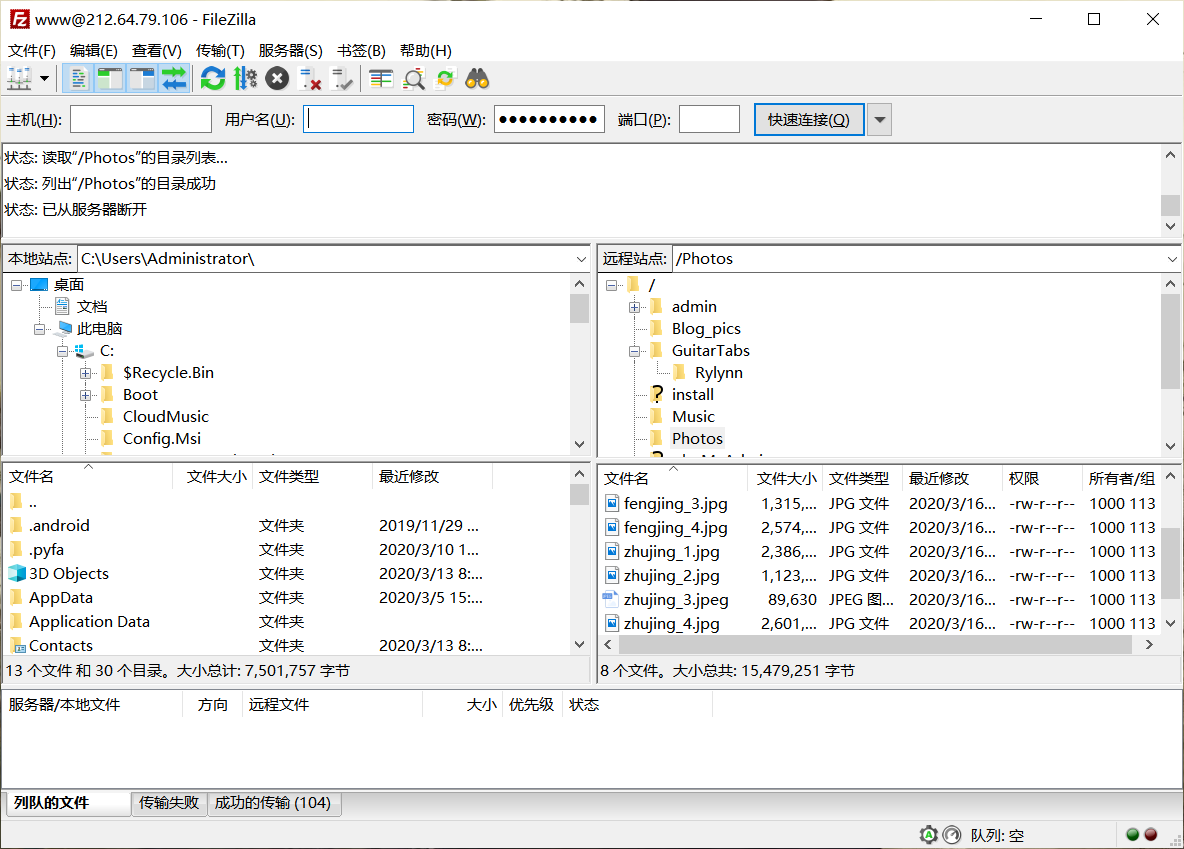 www@212.64.79.106 - FileZilla
文件(F) 编辑(E) 查看(V) 传输(T) 服务器(S) 书签(B) 帮助(H)
主机(H): 用户名(U): 密码(W): ●●●●●●●●●● 端口(P): 快速连接(Q)
状态: 读取“/Photos”的目录列表...
状态: 列出“/Photos”的目录成功
状态: 已从服务器断开
本地站点: C:\Users\Administrator\
桌面
文档
此电脑
C:
$Recycle.Bin
Boot
CloudMusic
Config.Msi
远程站点: /Photos
/
admin
Blog_pics
GuitarTabs
Rylynn
install
Music
Photos
文件名 文件大小 文件类型 最近修改
..
.android 文件夹 2019/11/29 ...
.pyfa 文件夹 2020/3/10 1...
3D Objects 文件夹 2020/3/13 8:...
AppData 文件夹 2020/3/5 15:...
Application Data 文件夹
Contacts 文件夹 2020/3/13 8:...
13 个文件 和 30 个目录。大小总计: 7,501,757 字节
文件名 文件大小 文件类型 最近修改 权限 所有者/组
fengjing_3.jpg 1,315,... JPG 文件 2020/3/16... -rw-r--r-- 1000 113
fengjing_4.jpg 2,574,... JPG 文件 2020/3/16... -rw-r--r-- 1000 113
zhujing_1.jpg 2,386,... JPG 文件 2020/3/16... -rw-r--r-- 1000 113
zhujing_2.jpg 1,123,... JPG 文件 2020/3/16... -rw-r--r-- 1000 113
zhujing_3.jpeg 89,630 JPEG 图... 2020/3/16... -rw-r--r-- 1000 113
zhujing_4.jpg 2,601,... JPG 文件 2020/3/16... -rw-r--r-- 1000 113
8 个文件。大小总共: 15,479,251 字节
服务器/本地文件 方向 远程文件 大小 优先级 状态
列队的文件 传输失败 成功的传输 (104)
队列: 空